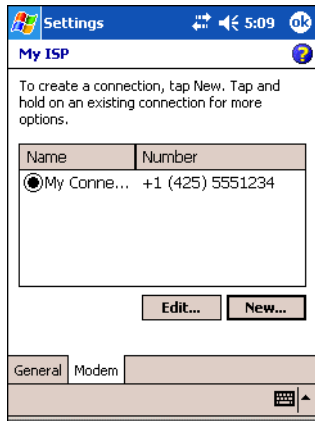 Settings 5:09 ok
My ISP ?
To create a connection, tap New. Tap and
hold on an existing connection for more
options.
Name Number
My Conne... +1 (425) 5551234
Edit... New...
General Modem